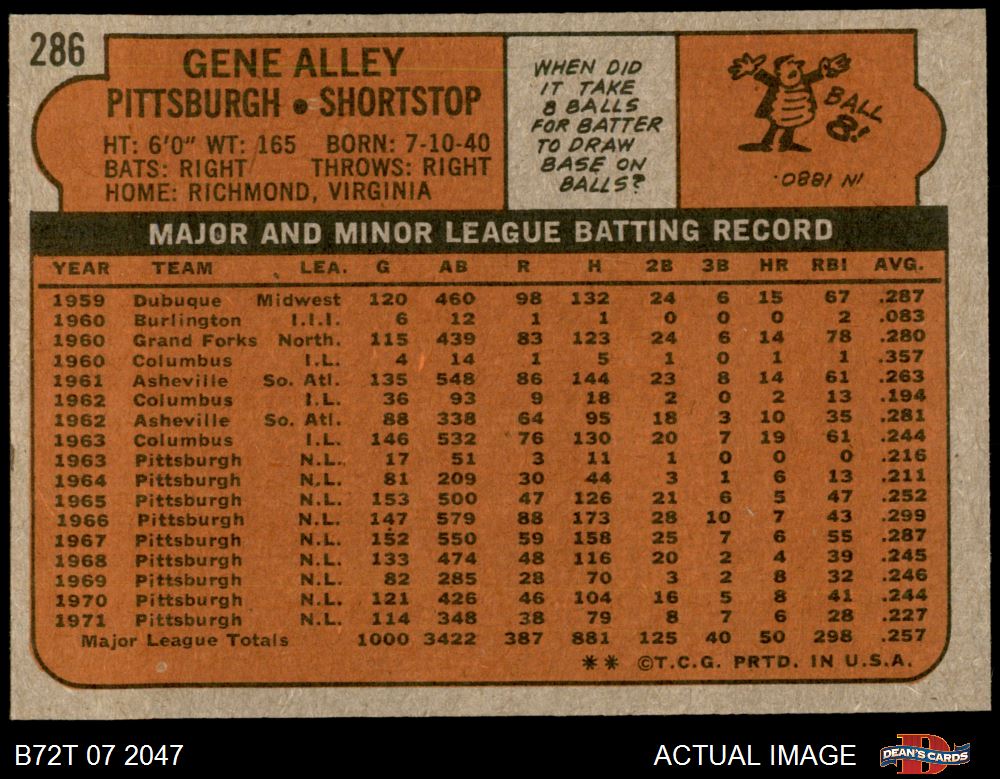 286
GENE ALLEY
PITTSBURGH • SHORTSTOP
HT: 6'0" WT: 165 BORN: 7-10-40
BATS: RIGHT THROWS: RIGHT
HOME: RICHMOND, VIRGINIA
WHEN DID
IT TAKE
8 BALLS
FOR BATTER
TO DRAW
BASE ON
BALLS?
BALL
8!
IN 1880.
MAJOR AND MINOR LEAGUE BATTING RECORD
YEAR TEAM LEA. G AB R H 2B 3B HR RBI AVG.
1959 Dubuque Midwest 120 460 98 132 24 6 15 67 .287
1960 Burlington I.I.I. 6 12 1 1 0 0 0 2 .083
1960 Grand Forks North. 115 439 83 123 24 6 14 78 .280
1960 Columbus I.L. 4 14 1 5 1 0 1 1 .357
1961 Asheville So. Atl. 135 548 86 144 23 8 14 61 .263
1962 Columbus I.L. 36 93 9 18 2 0 2 13 .194
1962 Asheville So. Atl. 88 338 64 95 18 3 10 35 .281
1963 Columbus I.L. 146 532 76 130 20 7 19 61 .244
1963 Pittsburgh N.L. 17 51 3 11 1 0 0 0 .216
1964 Pittsburgh N.L. 81 209 30 44 3 1 6 13 .211
1965 Pittsburgh N.L. 153 500 47 126 21 6 5 47 .252
1966 Pittsburgh N.L. 147 579 88 173 28 10 7 43 .299
1967 Pittsburgh N.L. 152 550 59 158 25 7 6 55 .287
1968 Pittsburgh N.L. 133 474 48 116 20 2 4 39 .245
1969 Pittsburgh N.L. 82 285 28 70 3 2 8 32 .246
1970 Pittsburgh N.L. 121 426 46 104 16 5 8 41 .244
1971 Pittsburgh N.L. 114 348 38 79 8 7 6 28 .227
Major League Totals 1000 3422 387 881 125 40 50 298 .257
** ©T.C.G. PRTD. IN U.S.A.
B72T 07 2047
ACTUAL IMAGE
DEAN'S CARDS